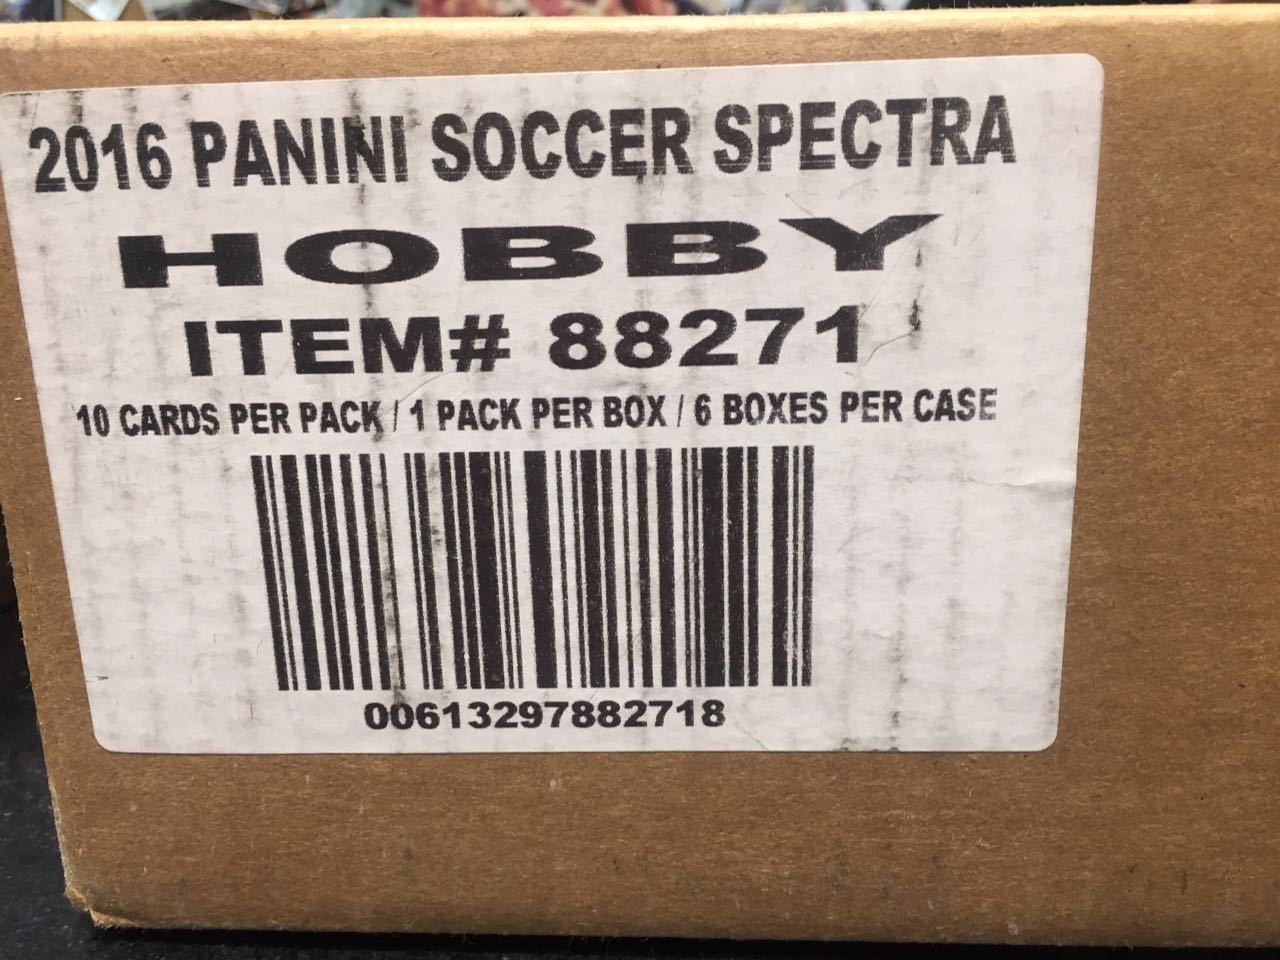 2016 PANINI SOCCER SPECTRA
HOBBY
ITEM# 88271
10 CARDS PER PACK / 1 PACK PER BOX / 6 BOXES PER CASE
00613297882718